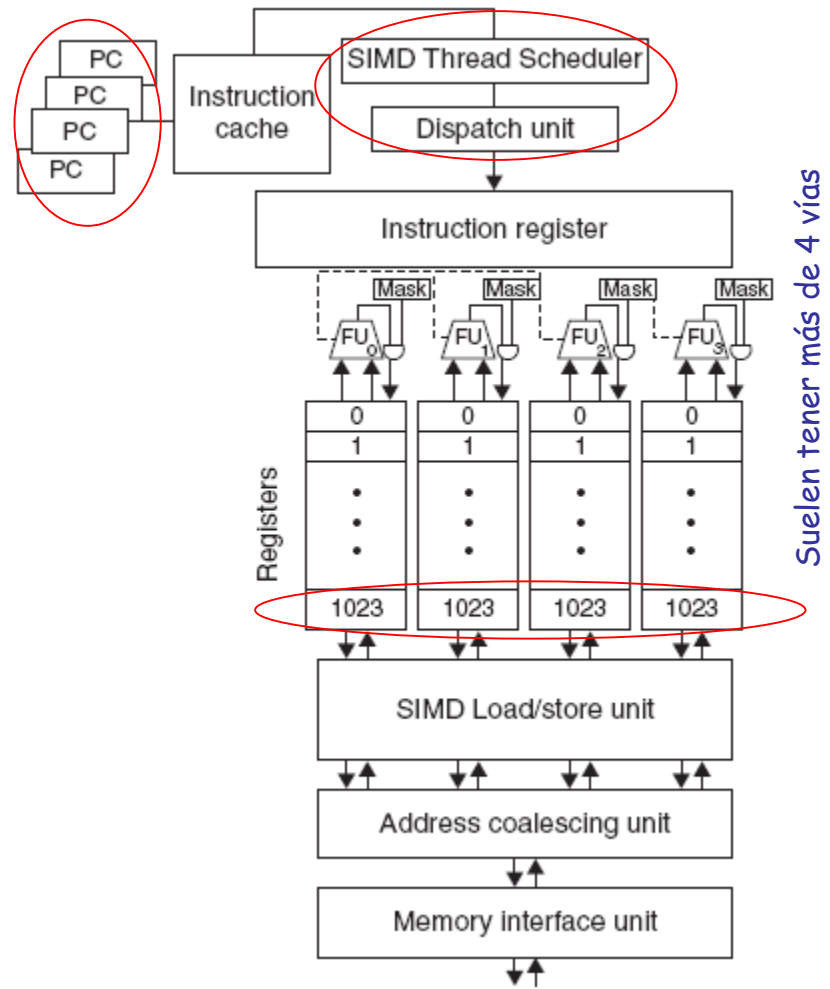 PC
PC
PC
PC
Instruction
cache
SIMD Thread Scheduler
Dispatch unit
Instruction register
Mask
Mask
Mask
Mask
FU0
FU1
FU2
FU3
Registers
0
0
0
0
1
1
1
1
1023
1023
1023
1023
SIMD Load/store unit
Address coalescing unit
Memory interface unit
Suelen tener más de 4 vías